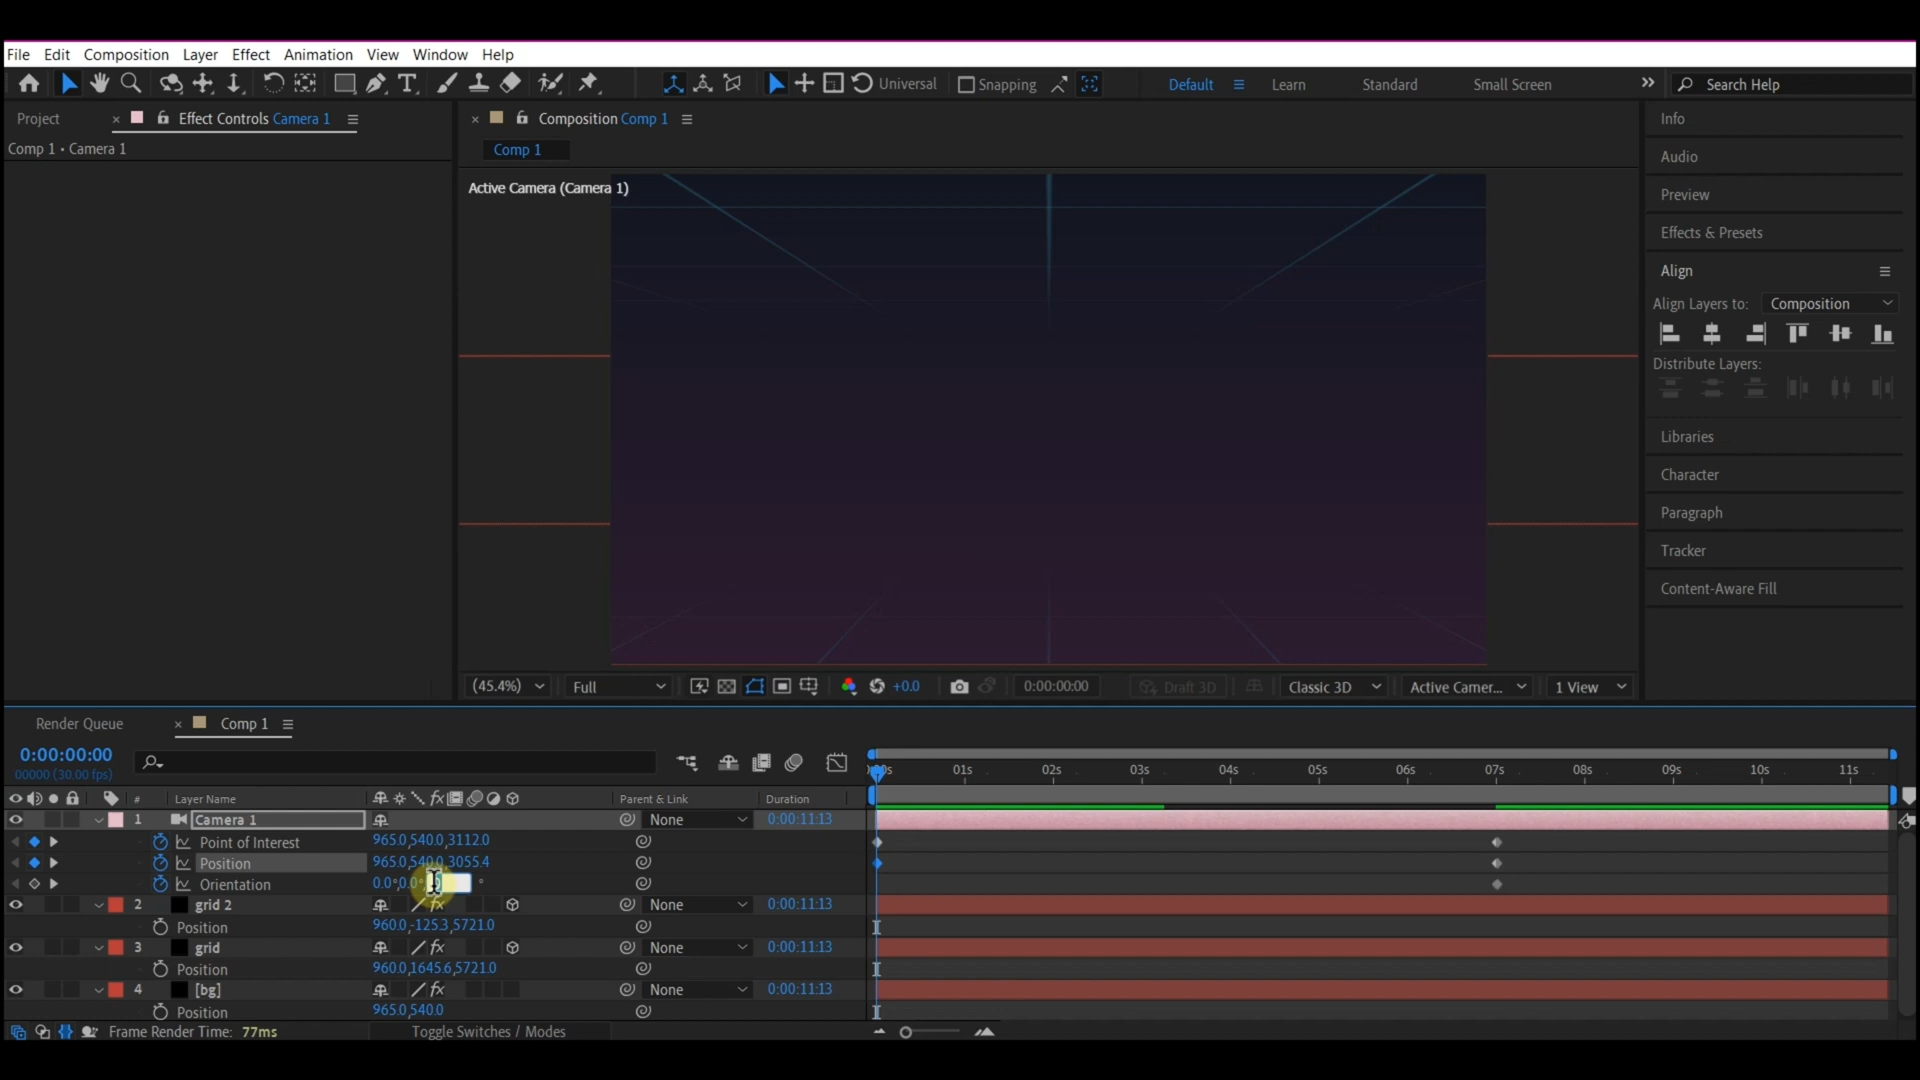 File Edit Composition Layer Effect Animation View Window Help
Universal Snapping Default Learn Standard Small Screen Search Help
Project Effect Controls Camera 1 Composition Comp 1
Comp 1 • Camera 1
Comp 1
Active Camera (Camera 1)
Info
Audio
Preview
Effects & Presets
Align
Align Layers to: Composition
Distribute Layers:
Libraries
Character
Paragraph
Tracker
Content-Aware Fill
(45.4%) Full +0.0 0:00:00:00 Draft 3D Classic 3D Active Camer... 1 View
Render Queue Comp 1
0:00:00:00
00000 (30.00 fps)
01s 02s 03s 04s 05s 06s 07s 08s 09s 10s 11s
# Layer Name Parent & Link Duration
1 Camera 1 None 0:00:11:13
Point of Interest 965.0,540.0,3112.0
Position 965.0,540.0,3055.4
Orientation 0.0°,0.0°, °
2 grid 2 None 0:00:11:13
Position 960.0,-125.3,5721.0
3 grid None 0:00:11:13
Position 960.0,1645.6,5721.0
4 [bg] None 0:00:11:13
Position 965.0,540.0
Frame Render Time: 77ms Toggle Switches / Modes